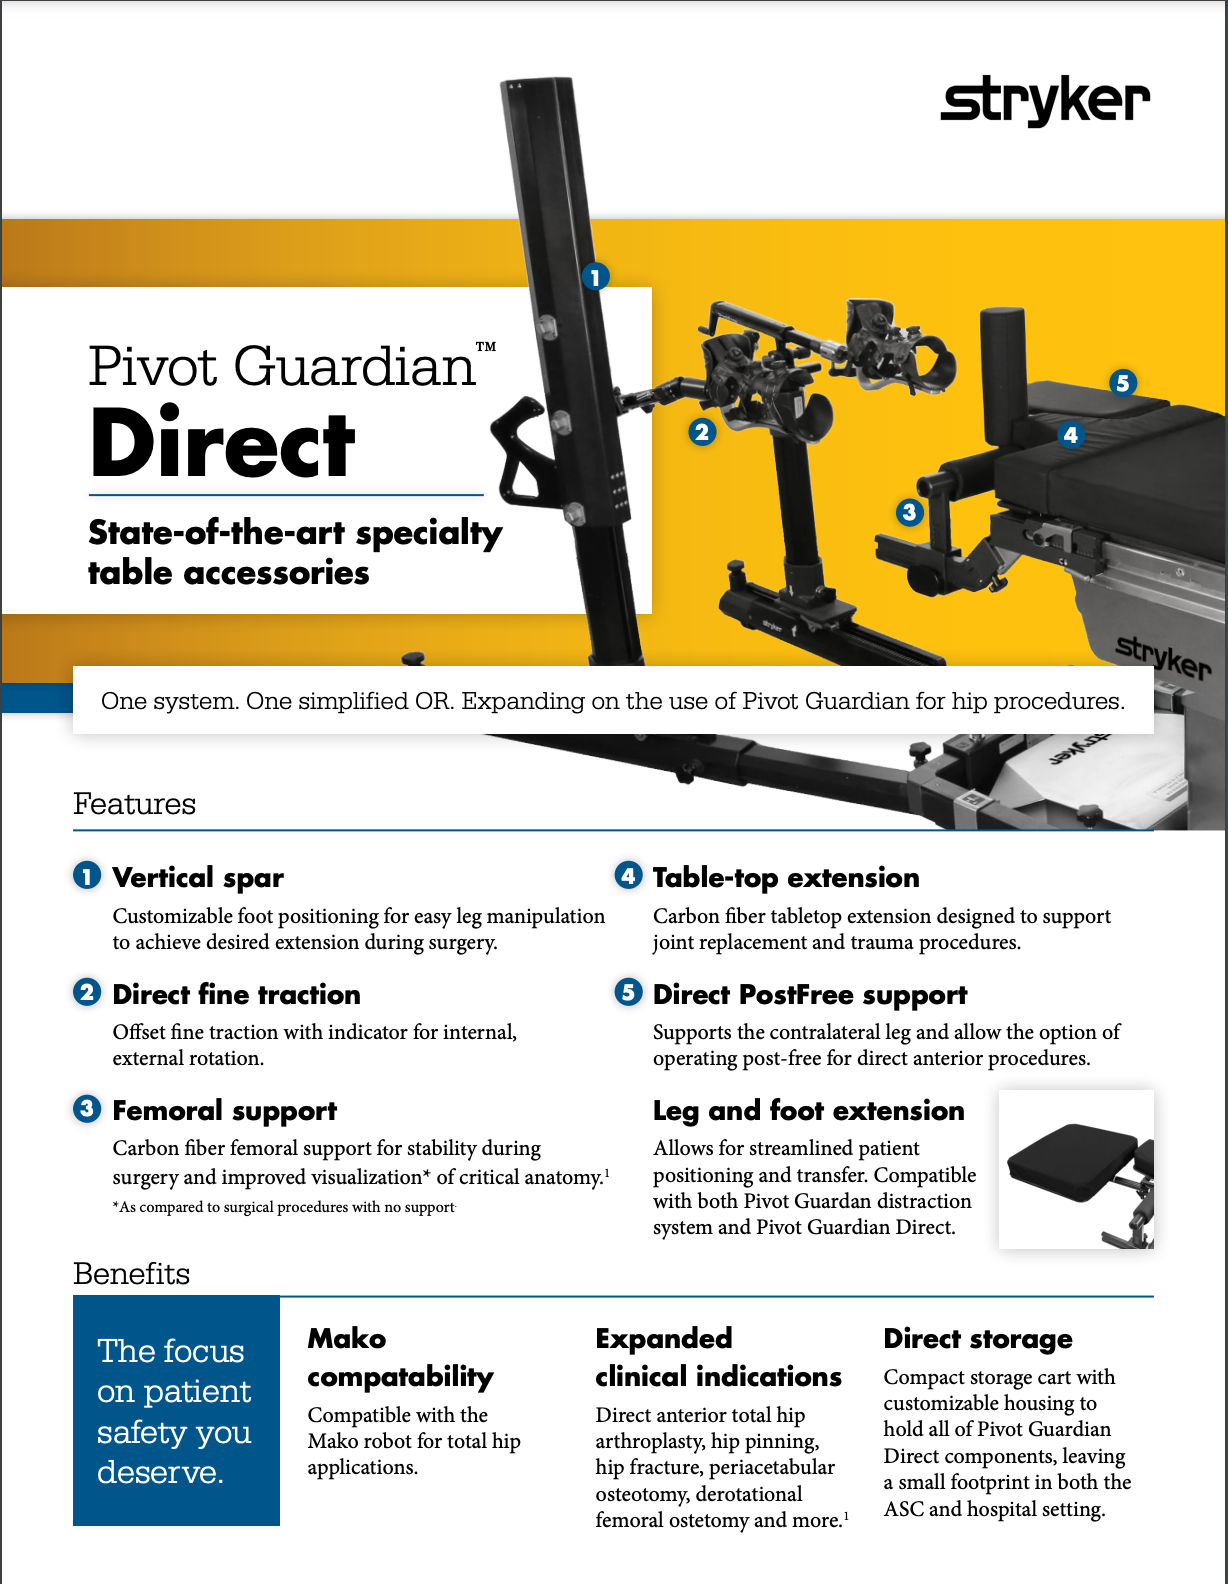 stryker
1
Pivot Guardian™
Direct
State-of-the-art specialty
table accessories
2
3
4
5
stryker
stryker
One system. One simplified OR. Expanding on the use of Pivot Guardian for hip procedures.
stryker
Features
1 Vertical spar
Customizable foot positioning for easy leg manipulation
to achieve desired extension during surgery.
2 Direct fine traction
Offset fine traction with indicator for internal,
external rotation.
3 Femoral support
Carbon fiber femoral support for stability during
surgery and improved visualization* of critical anatomy.1
*As compared to surgical procedures with no support
4 Table-top extension
Carbon fiber tabletop extension designed to support
joint replacement and trauma procedures.
5 Direct PostFree support
Supports the contralateral leg and allow the option of
operating post-free for direct anterior procedures.
Leg and foot extension
Allows for streamlined patient
positioning and transfer. Compatible
with both Pivot Guardan distraction
system and Pivot Guardian Direct.
Benefits
The focus
on patient
safety you
deserve.
Mako
compatability
Compatible with the
Mako robot for total hip
applications.
Expanded
clinical indications
Direct anterior total hip
arthroplasty, hip pinning,
hip fracture, periacetabular
osteotomy, derotational
femoral ostetomy and more.1
Direct storage
Compact storage cart with
customizable housing to
hold all of Pivot Guardian
Direct components, leaving
a small footprint in both the
ASC and hospital setting.